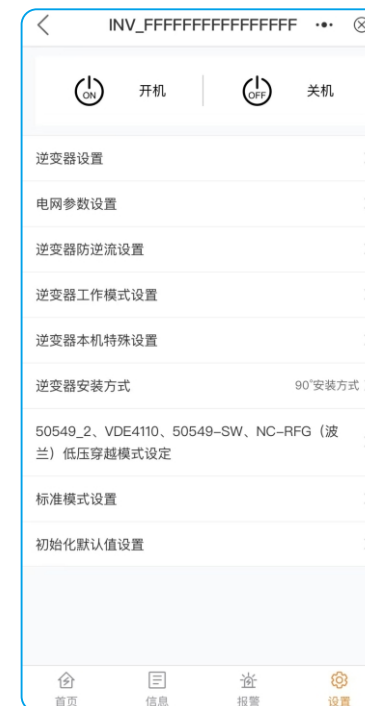 INV_FFFFFFFFFFFFFFFF
ON 开机 OFF 关机
逆变器设置
电网参数设置
逆变器防逆流设置
逆变器工作模式设置
逆变器本机特殊设置
逆变器安装方式 90°安装方式
50549_2、VDE4110、50549-SW、NC-RFG（波
兰）低压穿越模式设定
标准模式设置
初始化默认值设置
首页 信息 报警 设置